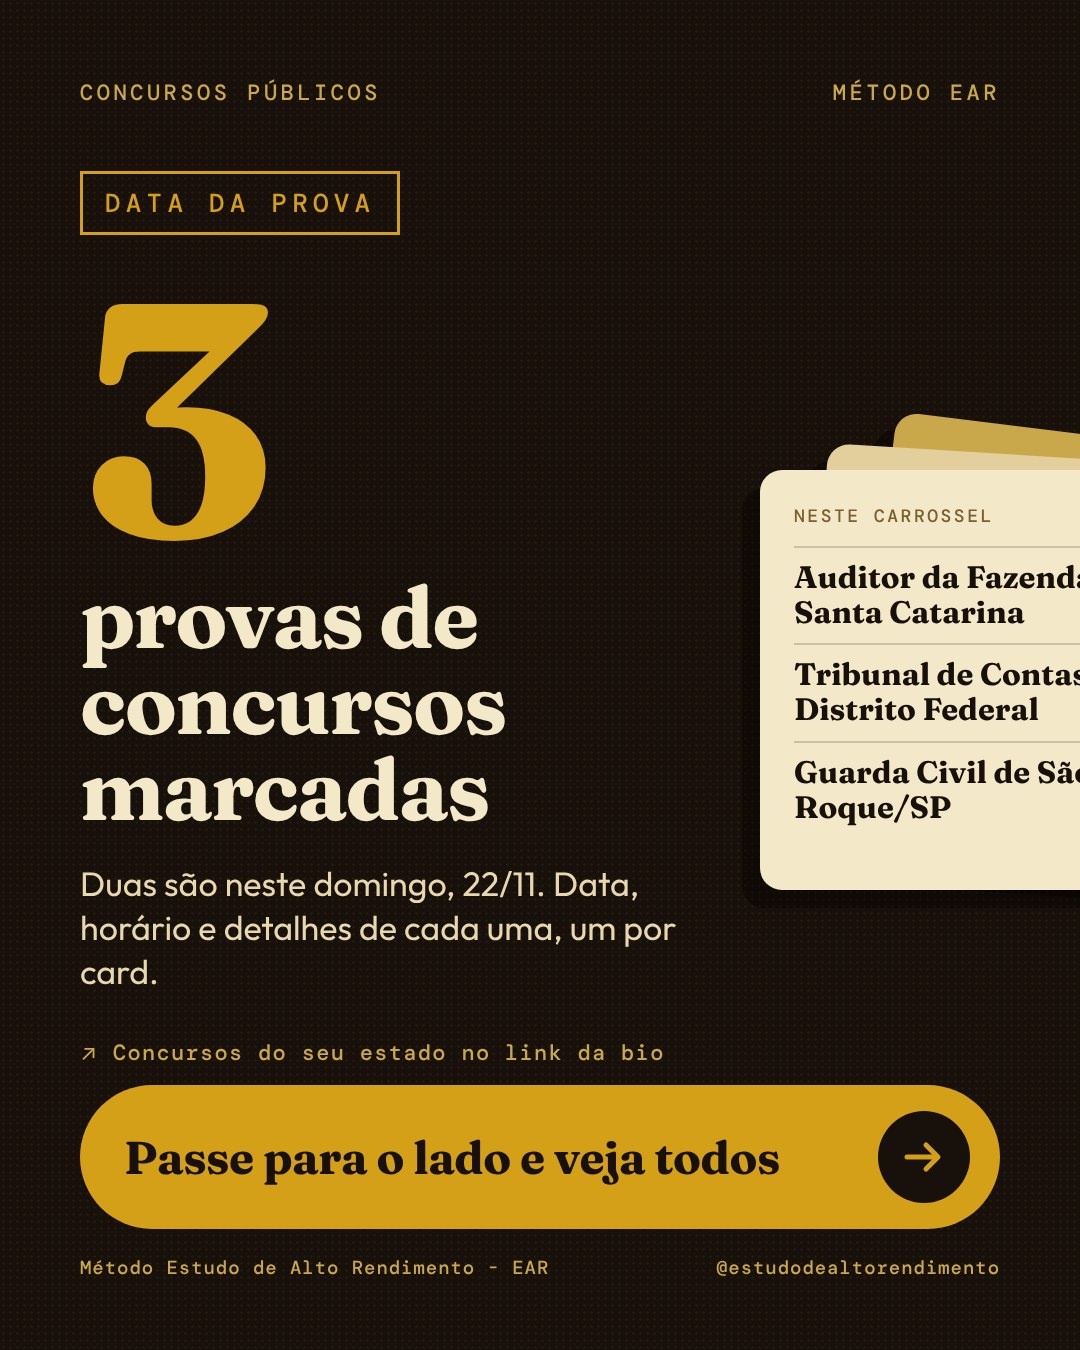 CONCURSOS PÚBLICOS
MÉTODO EAR
DATA DA PROVA
3
provas de
concursos
marcadas
Duas são neste domingo, 22/11. Data,
horário e detalhes de cada uma, um por
card.
NESTE CARROSSEL
Auditor da Fazenda
Santa Catarina
Tribunal de Contas
Distrito Federal
Guarda Civil de São
Roque/SP
↗ Concursos do seu estado no link da bio
Passe para o lado e veja todos
Método Estudo de Alto Rendimento - EAR
@estudodealtorendimento